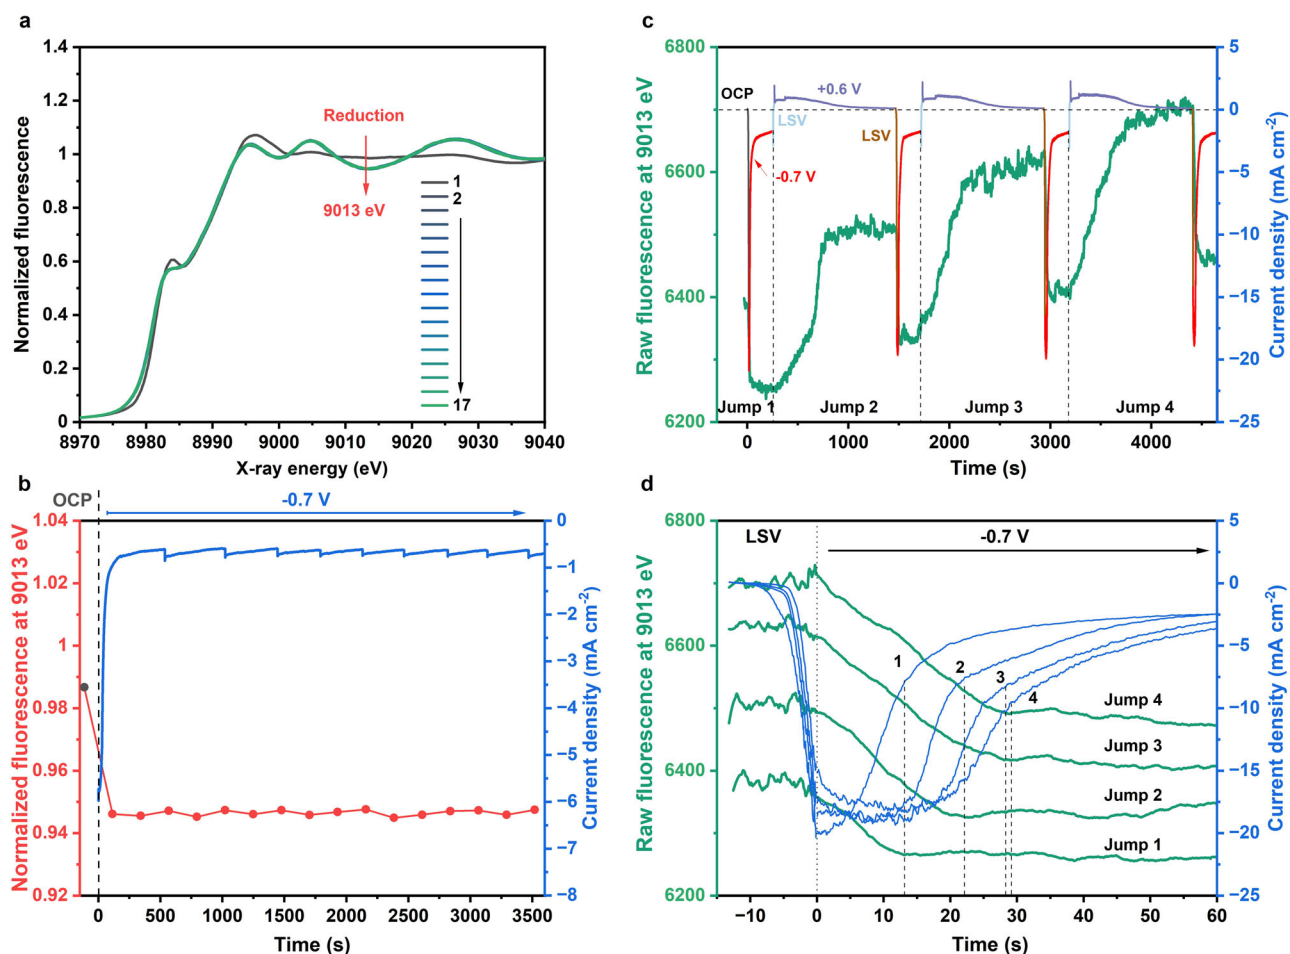 a
1.4
1.2
1
0.8
0.6
0.4
0.2
0
Normalized fluorescence
Reduction
9013 eV
1
2
17
8970 8980 8990 9000 9010 9020 9030 9040
X-ray energy (eV)
b
OCP
-0.7 V
1.04
1.02
1
0.98
0.96
0.94
0.92
Normalized fluorescence at 9013 eV
0
−1
−2
−3
−4
−5
−6
−7
−8
Current density (mA cm-2)
0 500 1000 1500 2000 2500 3000 3500
Time (s)
c
6800
6600
6400
6200
Raw fluorescence at 9013 eV
OCP
+0.6 V
LSV
LSV
-0.7 V
Jump 1 Jump 2 Jump 3 Jump 4
5
0
−5
−10
−15
−20
−25
Current density (mA cm-2)
0 1000 2000 3000 4000
Time (s)
d
6800
6600
6400
6200
Raw fluorescence at 9013 eV
LSV
-0.7 V
1
2
3
4
Jump 4
Jump 3
Jump 2
Jump 1
5
0
−5
−10
−15
−20
−25
Current density (mA cm-2)
−10 0 10 20 30 40 50 60
Time (s)